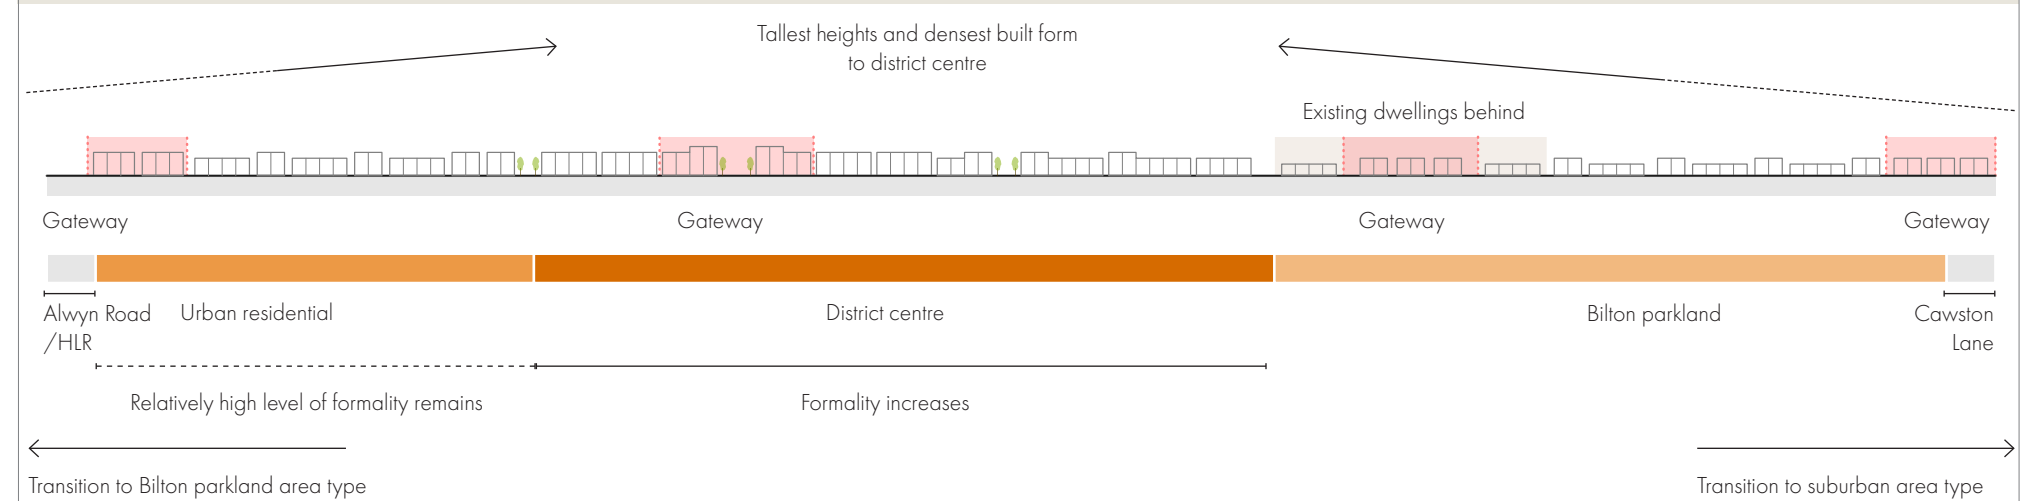 Tallest heights and densest built form
to district centre
Existing dwellings behind
Gateway
Gateway
Gateway
Gateway
Alwyn Road
/HLR
Urban residential
District centre
Bilton parkland
Cawston
Lane
Relatively high level of formality remains
Formality increases
Transition to Bilton parkland area type
Transition to suburban area type